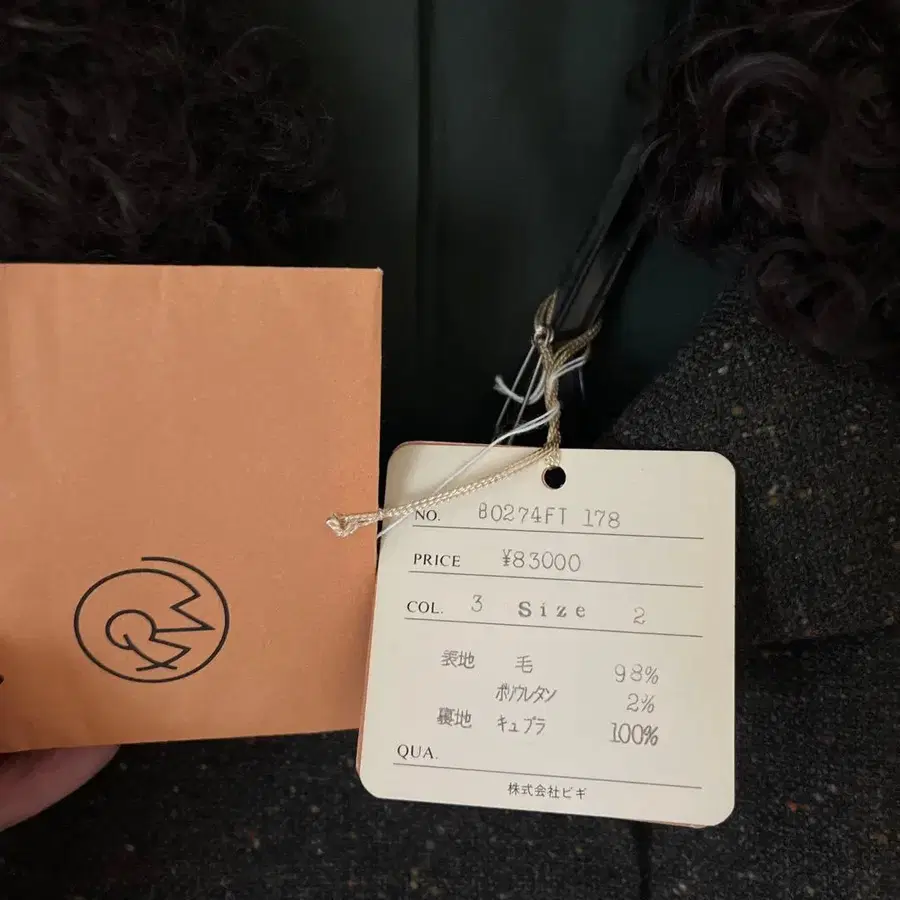 NO. B0274FT 178
PRICE ¥83000
COL. 3 Size 2
表地 毛 98%
ポリウレタン 2%
裏地 キュプラ 100%
QUA.
株式会社ビギ